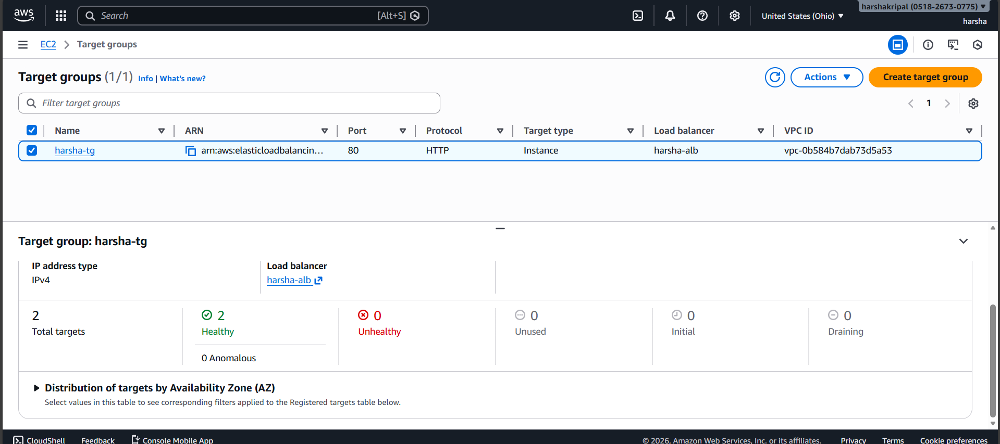 aws
Search [Alt+S]
United States (Ohio)
harshakripal (0518-2673-0775)
harsha
EC2 Target groups
Target groups (1/1) Info | What's new?
Actions
Create target group
Filter target groups
1
Name ARN Port Protocol Target type Load balancer VPC ID
harsha-tg arn:aws:elasticloadbalancin... 80 HTTP Instance harsha-alb vpc-0b584b7dab73d5a53
Target group: harsha-tg
IP address type Load balancer
IPv4 harsha-alb
2 2 0 0 0 0
Total targets Healthy Unhealthy Unused Initial Draining
0 Anomalous
Distribution of targets by Availability Zone (AZ)
Select values in this table to see corresponding filters applied to the Registered targets table below.
CloudShell Feedback Console Mobile App © 2026, Amazon Web Services, Inc. or its affiliates. Privacy Terms Cookie preferences